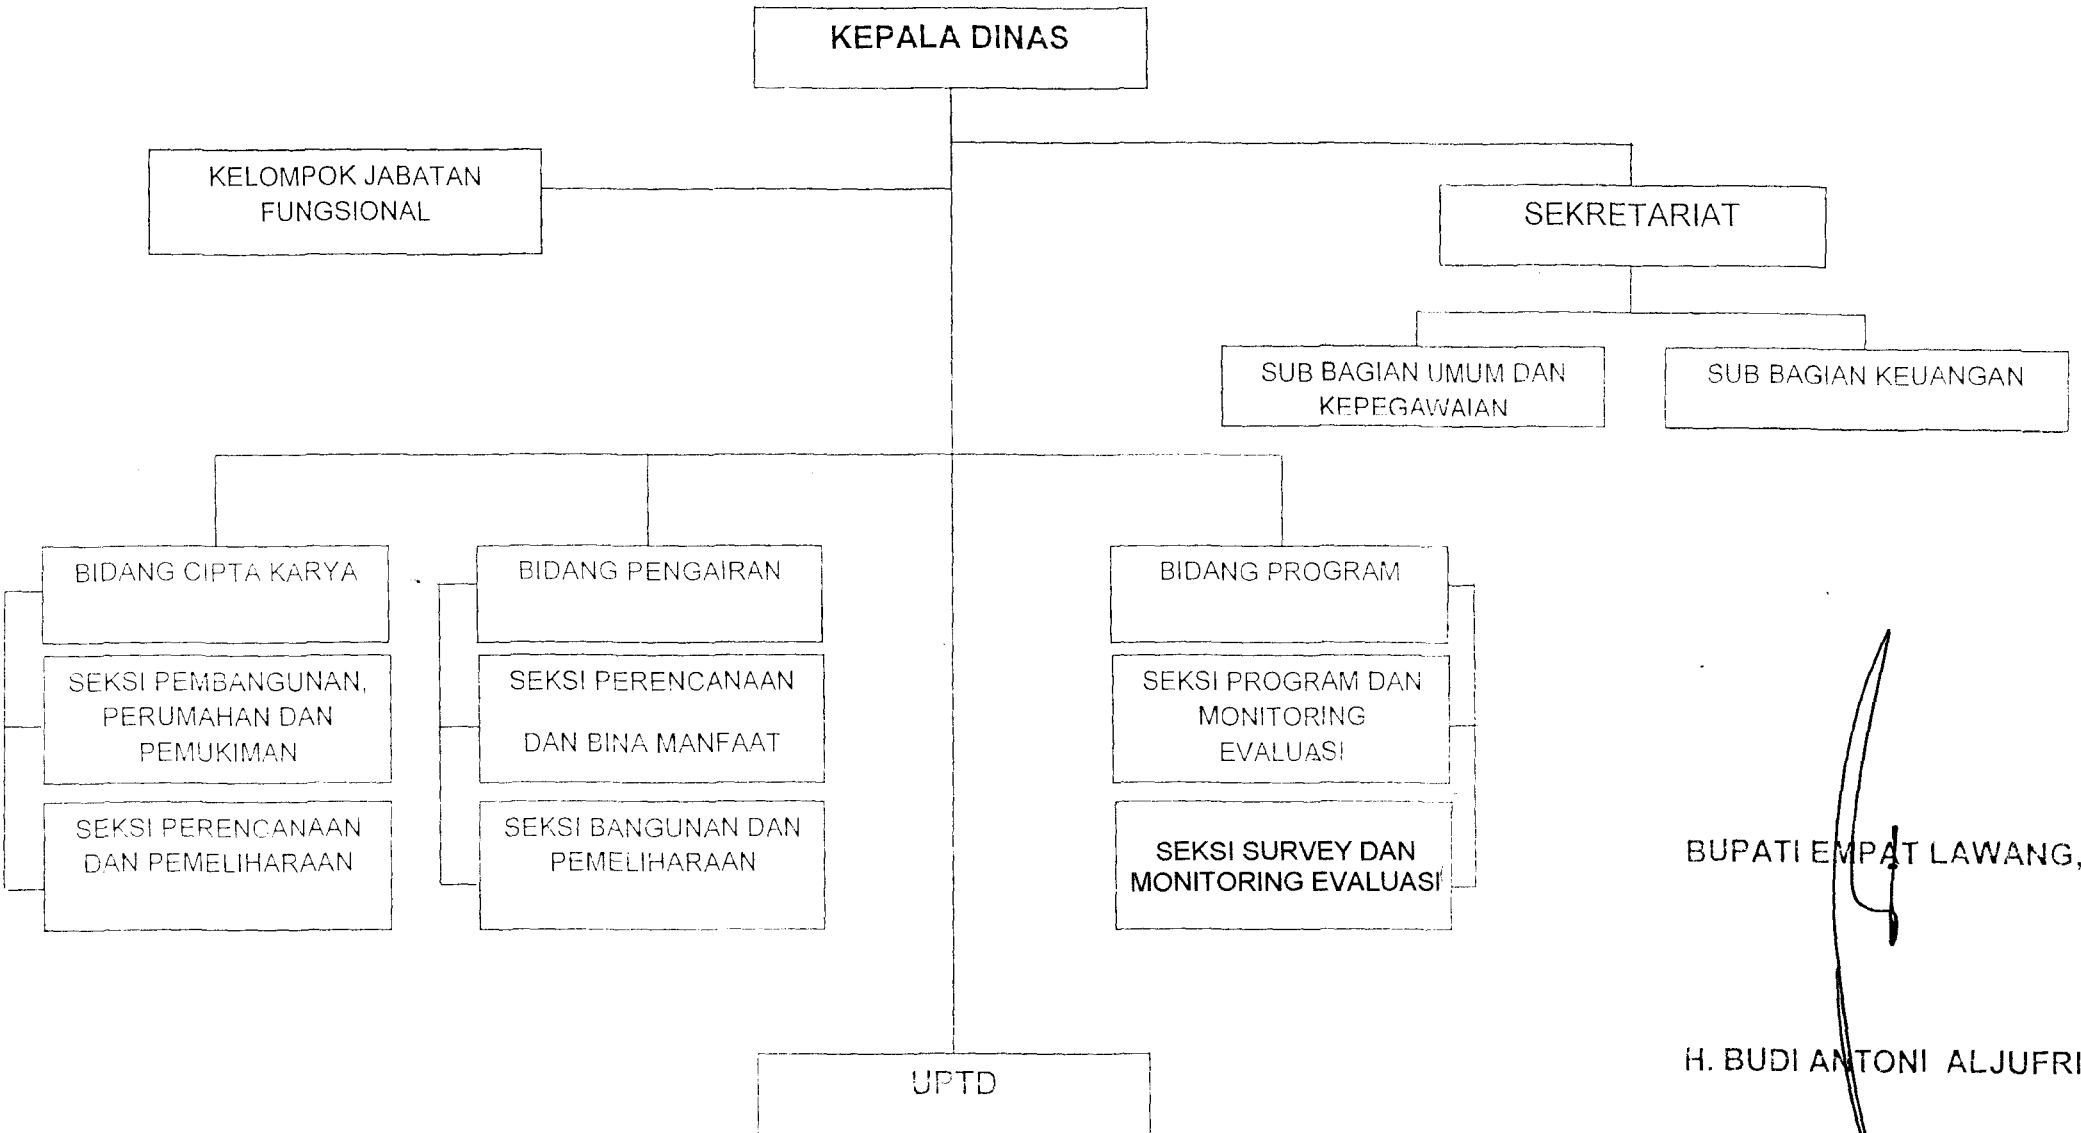 KEPALA DINAS
KELOMPOK JABATAN
FUNGSIONAL
SEKRETARIAT
SUB BAGIAN UMUM DAN
KEPEGAWAIAN
SUB BAGIAN KEUANGAN
BIDANG CIPTA KARYA
SEKSI PEMBANGUNAN,
PERUMAHAN DAN
PEMUKIMAN
SEKSI PERENCANAAN
DAN PEMELIHARAAN
BIDANG PENGAIRAN
SEKSI PERENCANAAN
DAN BINA MANFAAT
SEKSI BANGUNAN DAN
PEMELIHARAAN
BIDANG PROGRAM
SEKSI PROGRAM DAN
MONITORING
EVALUASI
SEKSI SURVEY DAN
MONITORING EVALUASI
UPTD
BUPATI EMPAT LAWANG,
H. BUDI ANTONI ALJUFRI